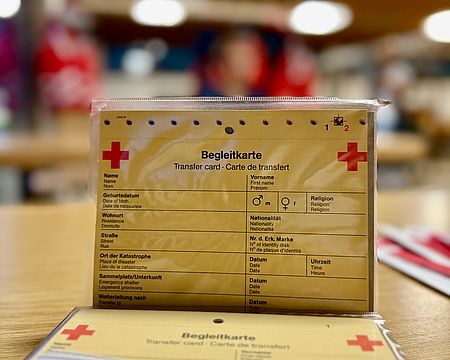 1 2
Begleitkarte
Transfer card · Carte de transfert
Name
Name
Nom
Vorname
First name
Prénom
Geburtsdatum
Date of birth
Date de naissance
m f
Religion
Religion
Religion
Wohnort
Residence
Domicile
Nationalität
Nationality
Nationalité
Straße
Street
Rue
Nr. d. Erk. Marke
N° of identity disk
N° de plaque d'identité
Ort der Katastrophe
Place of disaster
Lieu de la catastrophe
Datum
Date
Date
Uhrzeit
Time
Heure
Sammelplatz/Unterkunft
Emergency shelter
Logement provisoire
Datum
Date
Date
Weiterleitung nach
Transfer to
Datum
Date
Begleitkarte
Transfer card · Carte de transfert
Name
Vorname